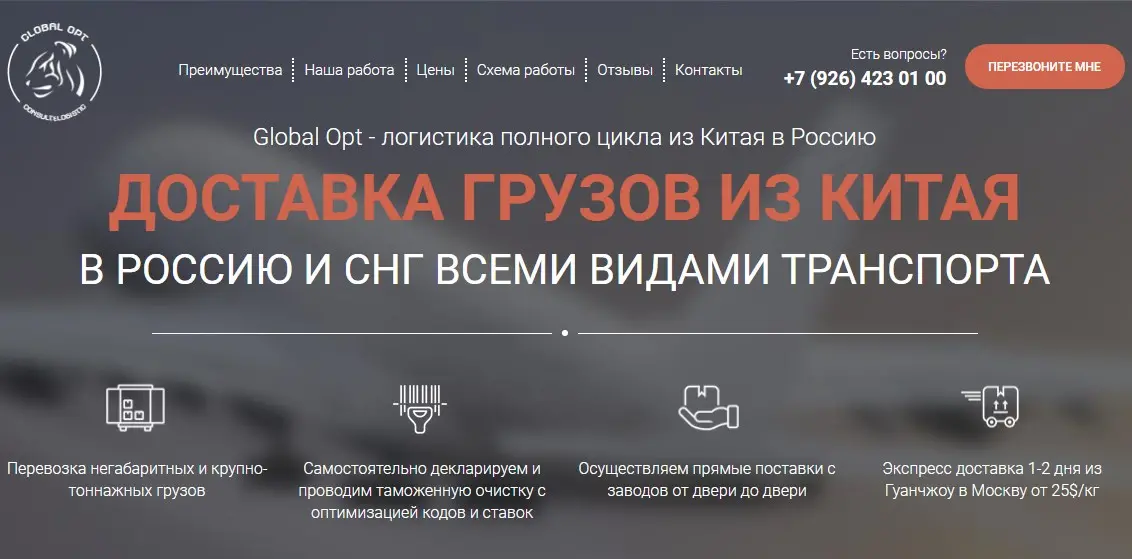 GLOBAL OPT
CONSULT&LOGISTIC
Преимущества
Наша работа
Цены
Схема работы
Отзывы
Контакты
Есть вопросы?
+7 (926) 423 01 00
ПЕРЕЗВОНИТЕ МНЕ
Global Opt - логистика полного цикла из Китая в Россию
ДОСТАВКА ГРУЗОВ ИЗ КИТАЯ
В РОССИЮ И СНГ ВСЕМИ ВИДАМИ ТРАНСПОРТА
Перевозка негабаритных и крупно-
тоннажных грузов
Самостоятельно декларируем и
проводим таможенную очистку с
оптимизацией кодов и ставок
Осуществляем прямые поставки с
заводов от двери до двери
Экспресс доставка 1-2 дня из
Гуанчжоу в Москву от 25$/кг